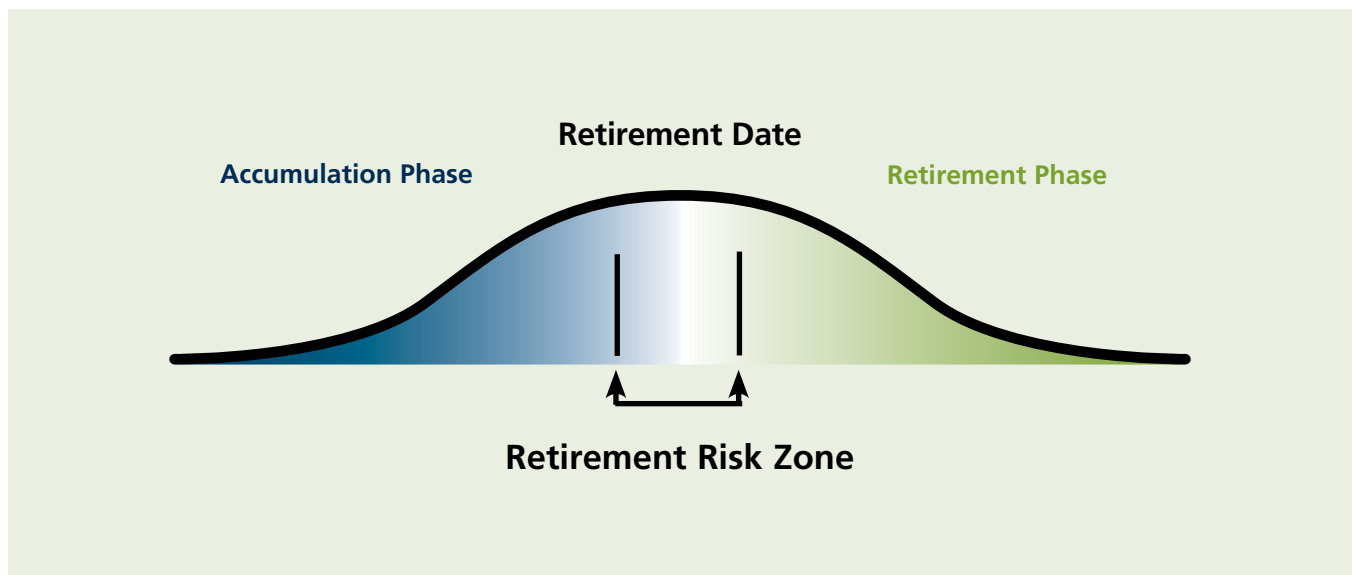 Retirement Date
Accumulation Phase
Retirement Phase
Retirement Risk Zone